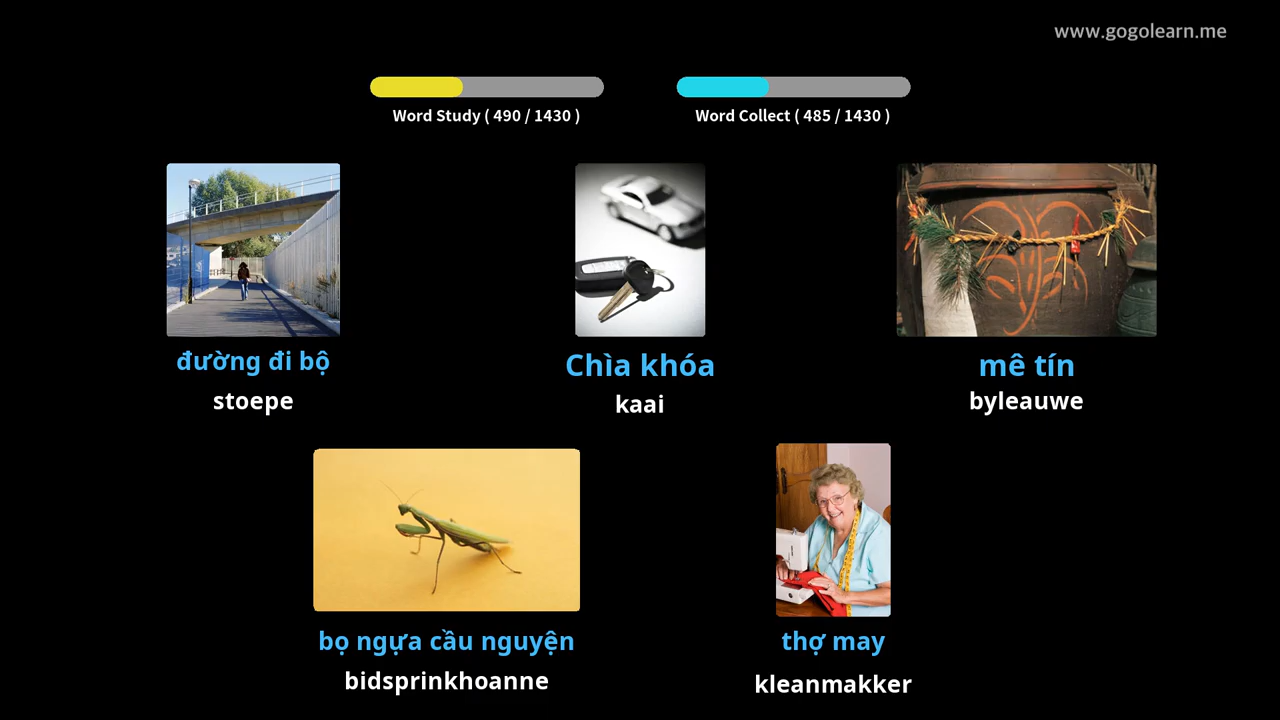 www.gogolearn.me
Word Study ( 490 / 1430 )
Word Collect ( 485 / 1430 )
đường đi bộ
stoepe
Chìa khóa
kaai
mê tín
byleauwe
bọ ngựa cầu nguyện
bidsprinkhoanne
thợ may
kleanmakker